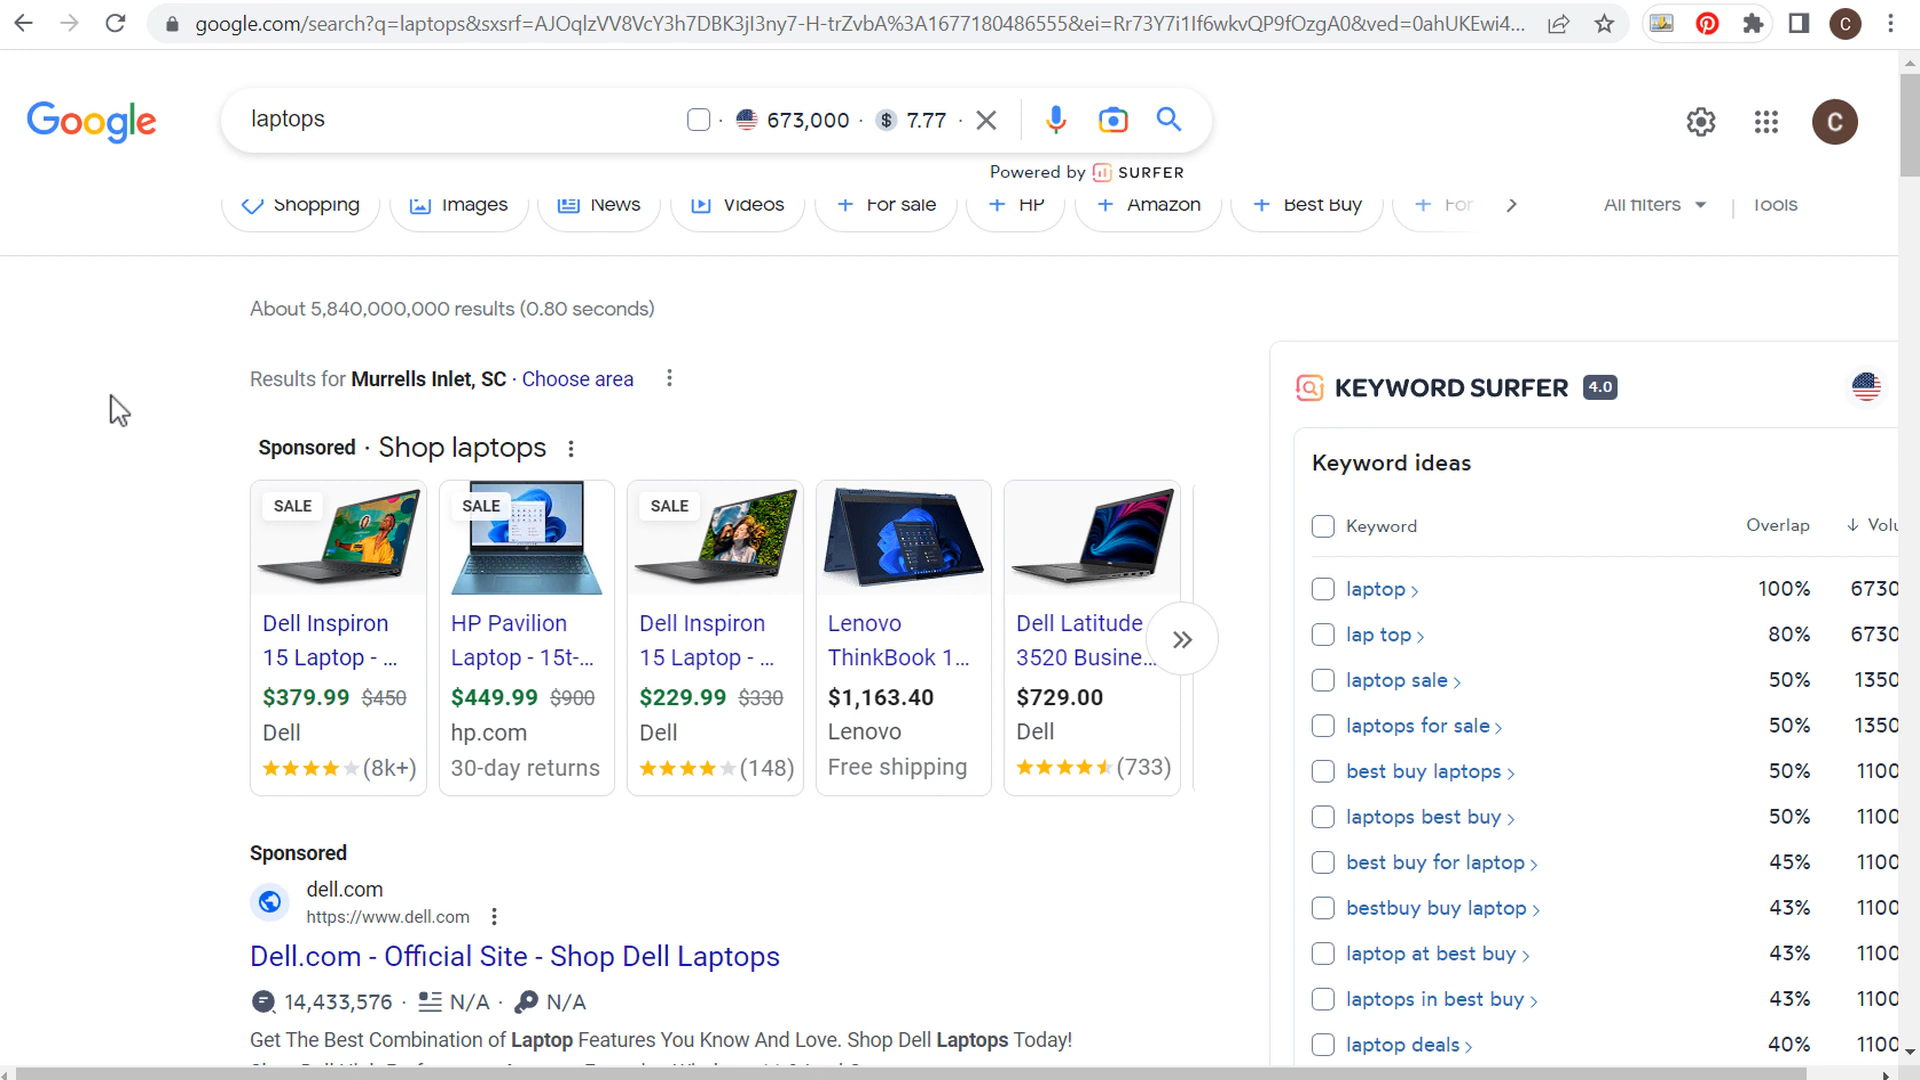 google.com/search?q=laptops&sxsrf=AJOqlzVV8VcY3h7DBK3jI3ny7-H-trZvbA%3A1677180486555&ei=Rr73Y7i1If6wkvQP9fOzgA0&ved=0ahUKEwi4...
C
Google
laptops
673,000 · $ 7.77 ·
C
Powered by SURFER
Shopping
Images
News
Videos
For sale
HP
Amazon
Best Buy
For
All filters
Tools
About 5,840,000,000 results (0.80 seconds)
Results for Murrells Inlet, SC · Choose area
Sponsored · Shop laptops
SALE
Dell Inspiron
15 Laptop - ...
$379.99 $450
Dell
(8k+)
SALE
HP Pavilion
Laptop - 15t-...
$449.99 $900
hp.com
30-day returns
SALE
Dell Inspiron
15 Laptop - ...
$229.99 $330
Dell
(148)
Lenovo
ThinkBook 1...
$1,163.40
Lenovo
Free shipping
Dell Latitude
3520 Busine...
$729.00
Dell
(733)
Sponsored
dell.com
https://www.dell.com
Dell.com - Official Site - Shop Dell Laptops
14,433,576 · N/A · N/A
Get The Best Combination of Laptop Features You Know And Love. Shop Dell Laptops Today!
KEYWORD SURFER 4.0
Keyword ideas
Keyword Overlap ↓ Volu
laptop > 100% 6730
lap top > 80% 6730
laptop sale > 50% 1350
laptops for sale > 50% 1350
best buy laptops > 50% 1100
laptops best buy > 50% 1100
best buy for laptop > 45% 1100
bestbuy buy laptop > 43% 1100
laptop at best buy > 43% 1100
laptops in best buy > 43% 1100
laptop deals > 40% 1100